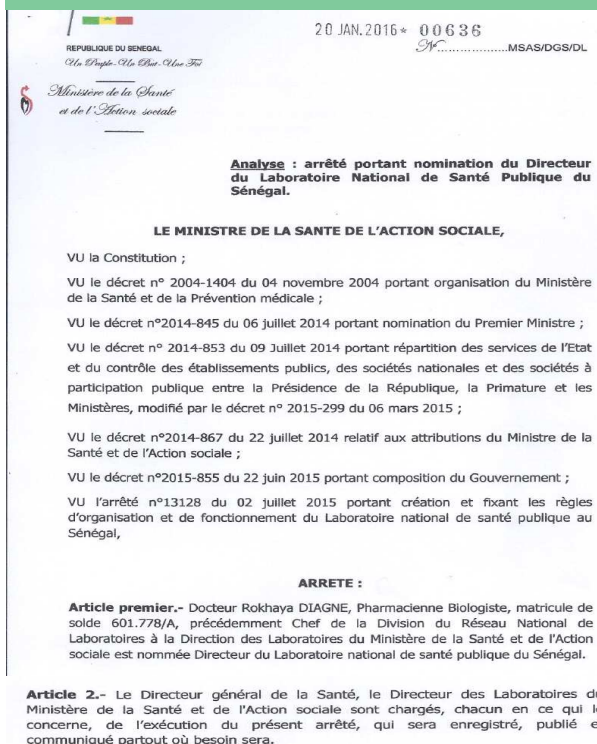 20 JAN.2016* 00636
REPUBLIQUE DU SENEGAL
N°..................MSAS/DGS/DL
Un Peuple-Un But-Une Foi
Ministère de la Santé
et de l'Action sociale
Analyse : arrêté portant nomination du Directeur
du Laboratoire National de Santé Publique du
Sénégal.
LE MINISTRE DE LA SANTE DE L'ACTION SOCIALE,
VU la Constitution ;
VU le décret n° 2004-1404 du 04 novembre 2004 portant organisation du Ministère
de la Santé et de la Prévention médicale ;
VU le décret n°2014-845 du 06 juillet 2014 portant nomination du Premier Ministre ;
VU le décret n° 2014-853 du 09 Juillet 2014 portant répartition des services de l'Etat
et du contrôle des établissements publics, des sociétés nationales et des sociétés à
participation publique entre la Présidence de la République, la Primature et les
Ministères, modifié par le décret n° 2015-299 du 06 mars 2015 ;
VU le décret n°2014-867 du 22 juillet 2014 relatif aux attributions du Ministre de la
Santé et de l'Action sociale ;
VU le décret n°2015-855 du 22 juin 2015 portant composition du Gouvernement ;
VU l'arrêté n°13128 du 02 juillet 2015 portant création et fixant les règles
d'organisation et de fonctionnement du Laboratoire national de santé publique au
Sénégal,
ARRETE :
Article premier.- Docteur Rokhaya DIAGNE, Pharmacienne Biologiste, matricule de
solde 601.778/A, précédemment Chef de la Division du Réseau National de
Laboratoires à la Direction des Laboratoires du Ministère de la Santé et de l'Action
sociale est nommée Directeur du Laboratoire national de santé publique du Sénégal.
Article 2.- Le Directeur général de la Santé, le Directeur des Laboratoires du
Ministère de la Santé et de l'Action sociale sont chargés, chacun en ce qui le
concerne, de l'exécution du présent arrêté, qui sera enregistré, publié et
communiqué partout où besoin sera.